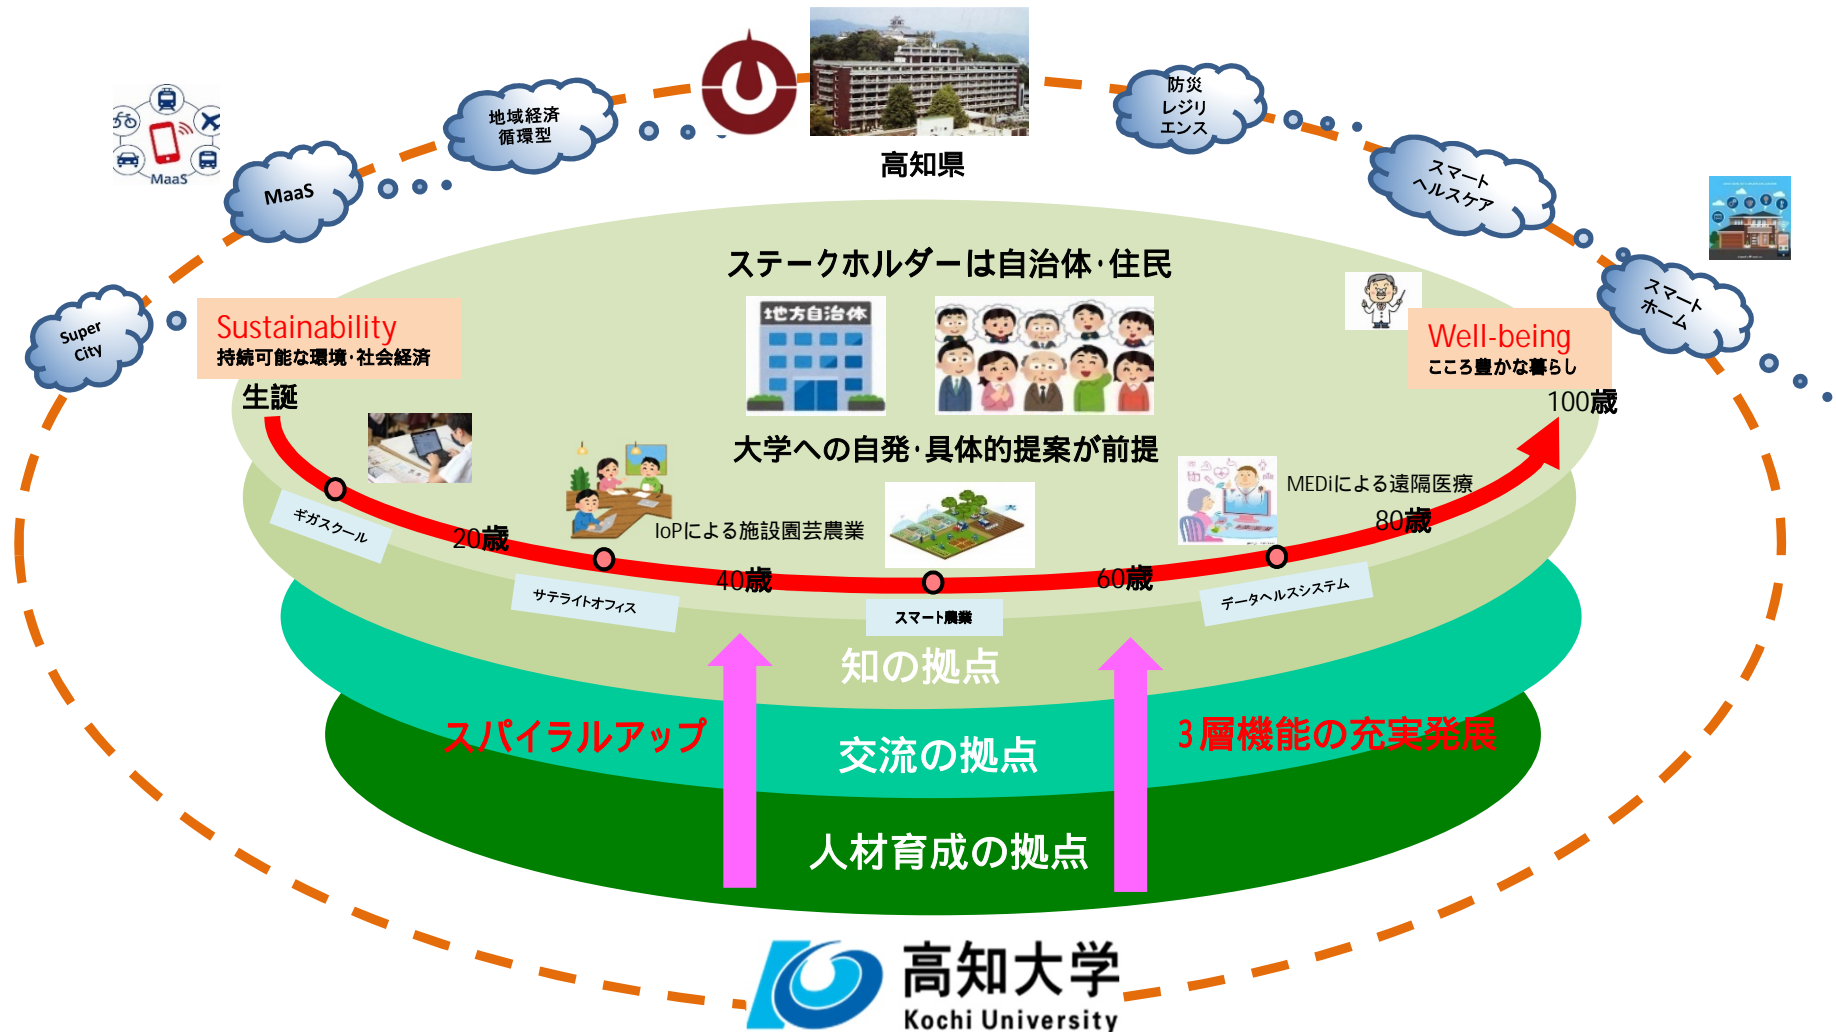 高知県
防災
レジリ
エンス
地域経済
循環型
MaaS
MaaS
スマート
ヘルスケア
スマート
ホーム
Super
City
ステークホルダーは自治体・住民
地方自治体
Sustainability
持続可能な環境・社会経済
Well-being
こころ豊かな暮らし
生誕
100歳
大学への自発・具体的提案が前提
MEDiによる遠隔医療
IoPによる施設園芸農業
ギガスクール
20歳
40歳
60歳
80歳
サテライトオフィス
スマート農業
データヘルスシステム
知の拠点
スパイラルアップ
3層機能の充実発展
交流の拠点
人材育成の拠点
高知大学
Kochi University